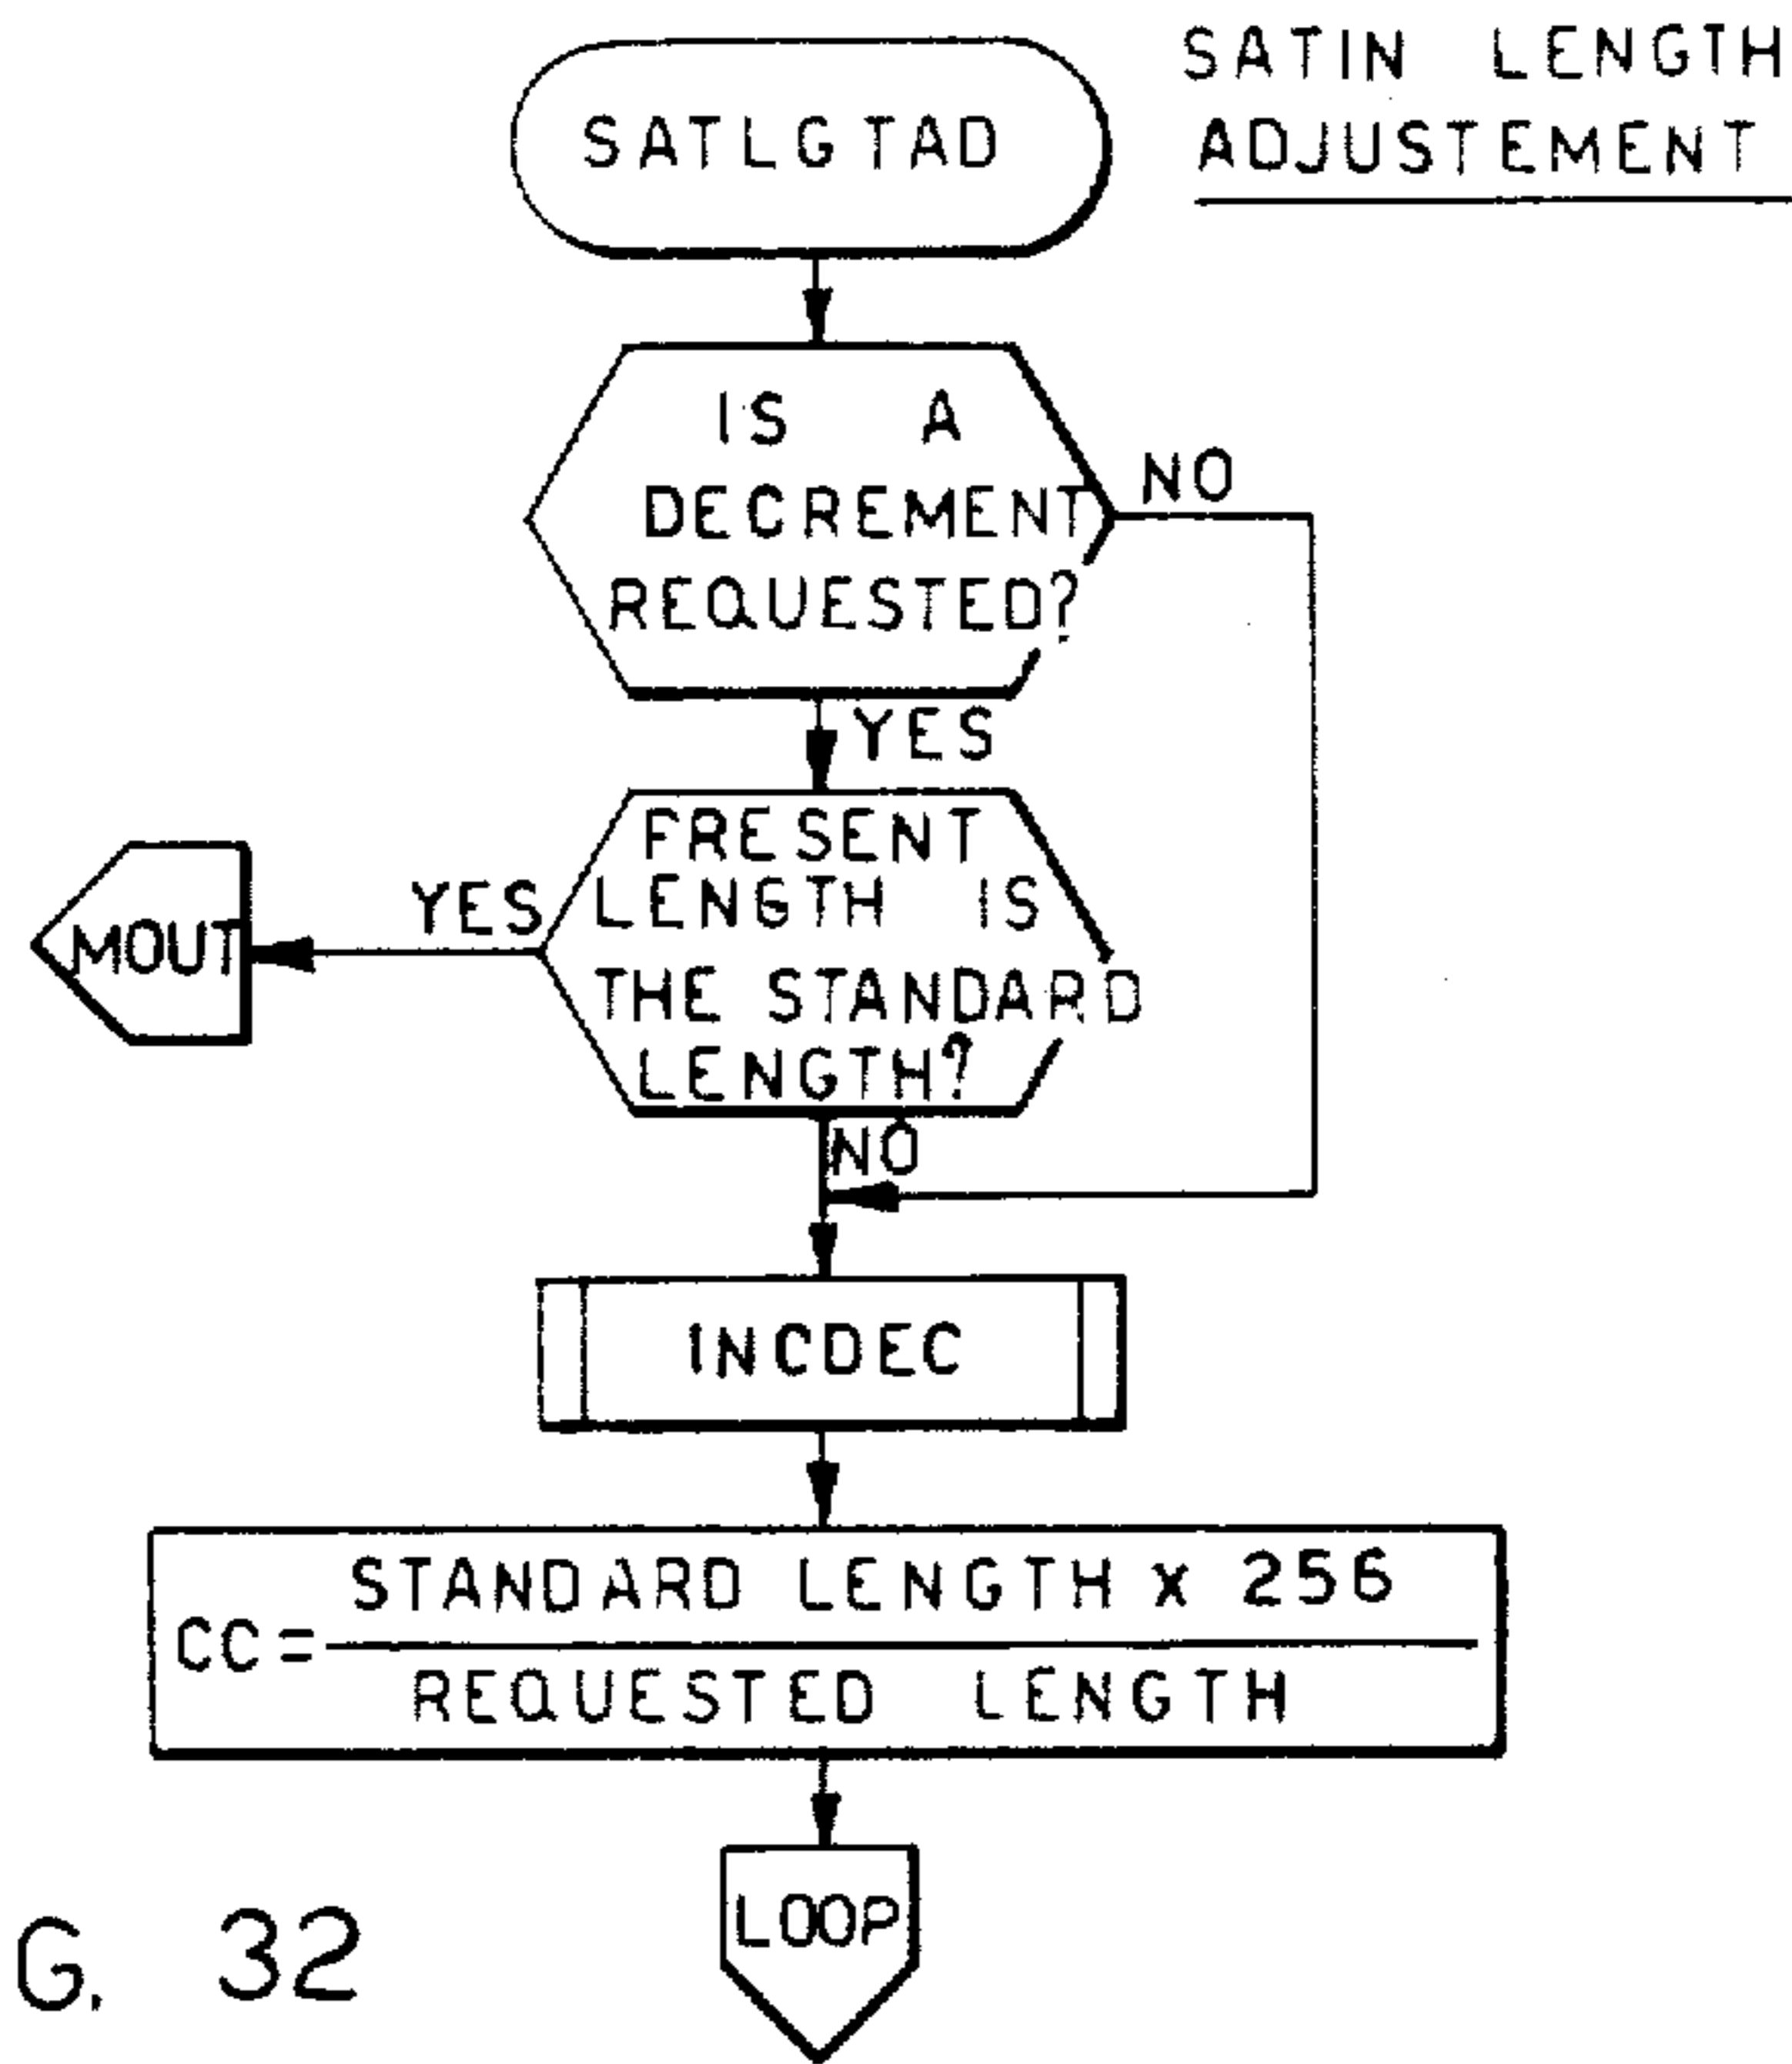 SATIN LENGTH
ADJUSTEMENT
SATLGTAD
IS A
DECREMENT
REQUESTED?
NO
YES
PRESENT
LENGTH IS
THE STANDARD
LENGTH?
YES
MOUT
NO
INCDEC
STANDARD LENGTH x 256
CC=
REQUESTED LENGTH
LOOP
G. 32